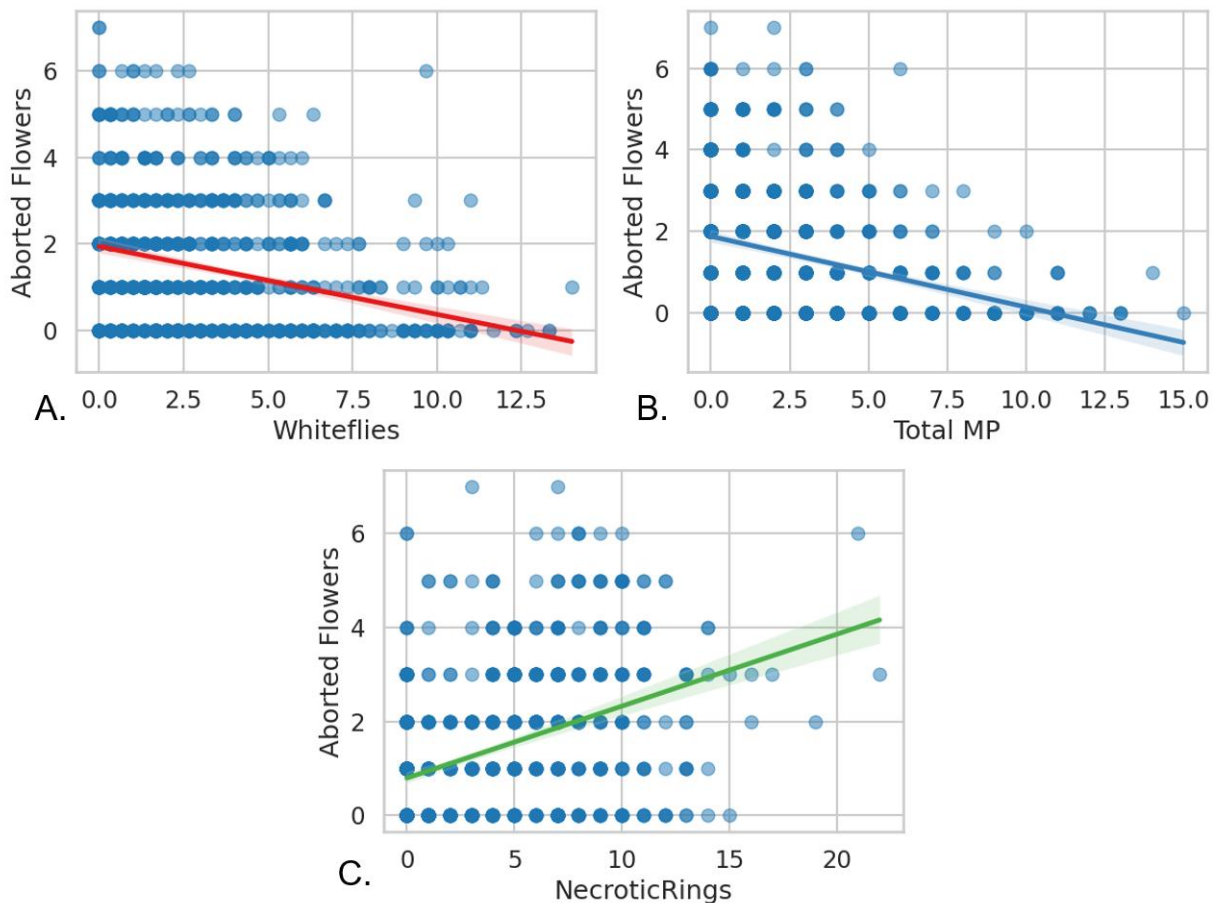 6
4
2
0
Aborted Flowers
0.0 2.5 5.0 7.5 10.0 12.5
Whiteflies
A.
6
4
2
0
Aborted Flowers
0.0 2.5 5.0 7.5 10.0 12.5 15.0
Total MP
B.
6
4
2
0
Aborted Flowers
0 5 10 15 20
NecroticRings
C.